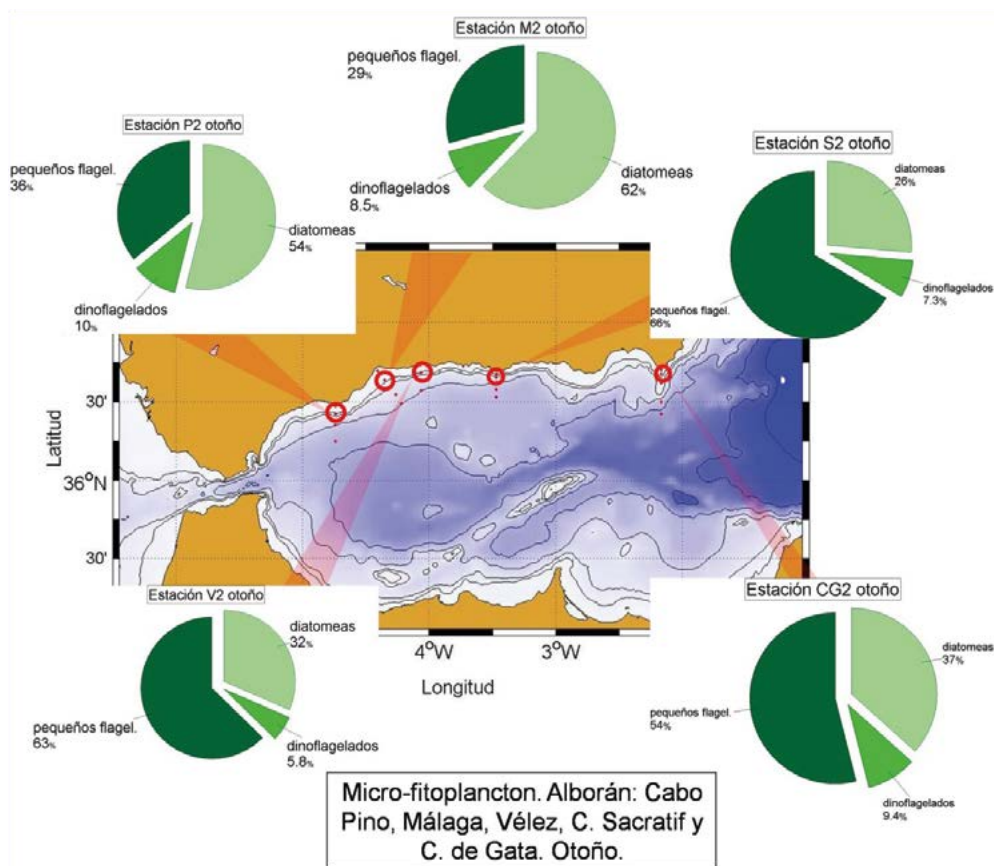 Estación M2 otoño
pequeños flagel.
29%
dinoflagelados
8.5%
diatomeas
62%
Estación P2 otoño
pequeños flagel.
36%
diatomeas
54%
dinoflagelados
10%
Estación S2 otoño
diatomeas
26%
dinoflagelados
7.3%
pequeños flagel.
66%
Latitud
30'
36°N
30'
4°W
3°W
Longitud
Estación V2 otoño
diatomeas
32%
pequeños flagel.
63%
dinoflagelados
5.8%
Estación CG2 otoño
diatomeas
37%
pequeños flagel.
54%
dinoflagelados
9.4%
Micro-fitoplancton. Alborán: Cabo
Pino, Málaga, Vélez, C. Sacratif y
C. de Gata. Otoño.